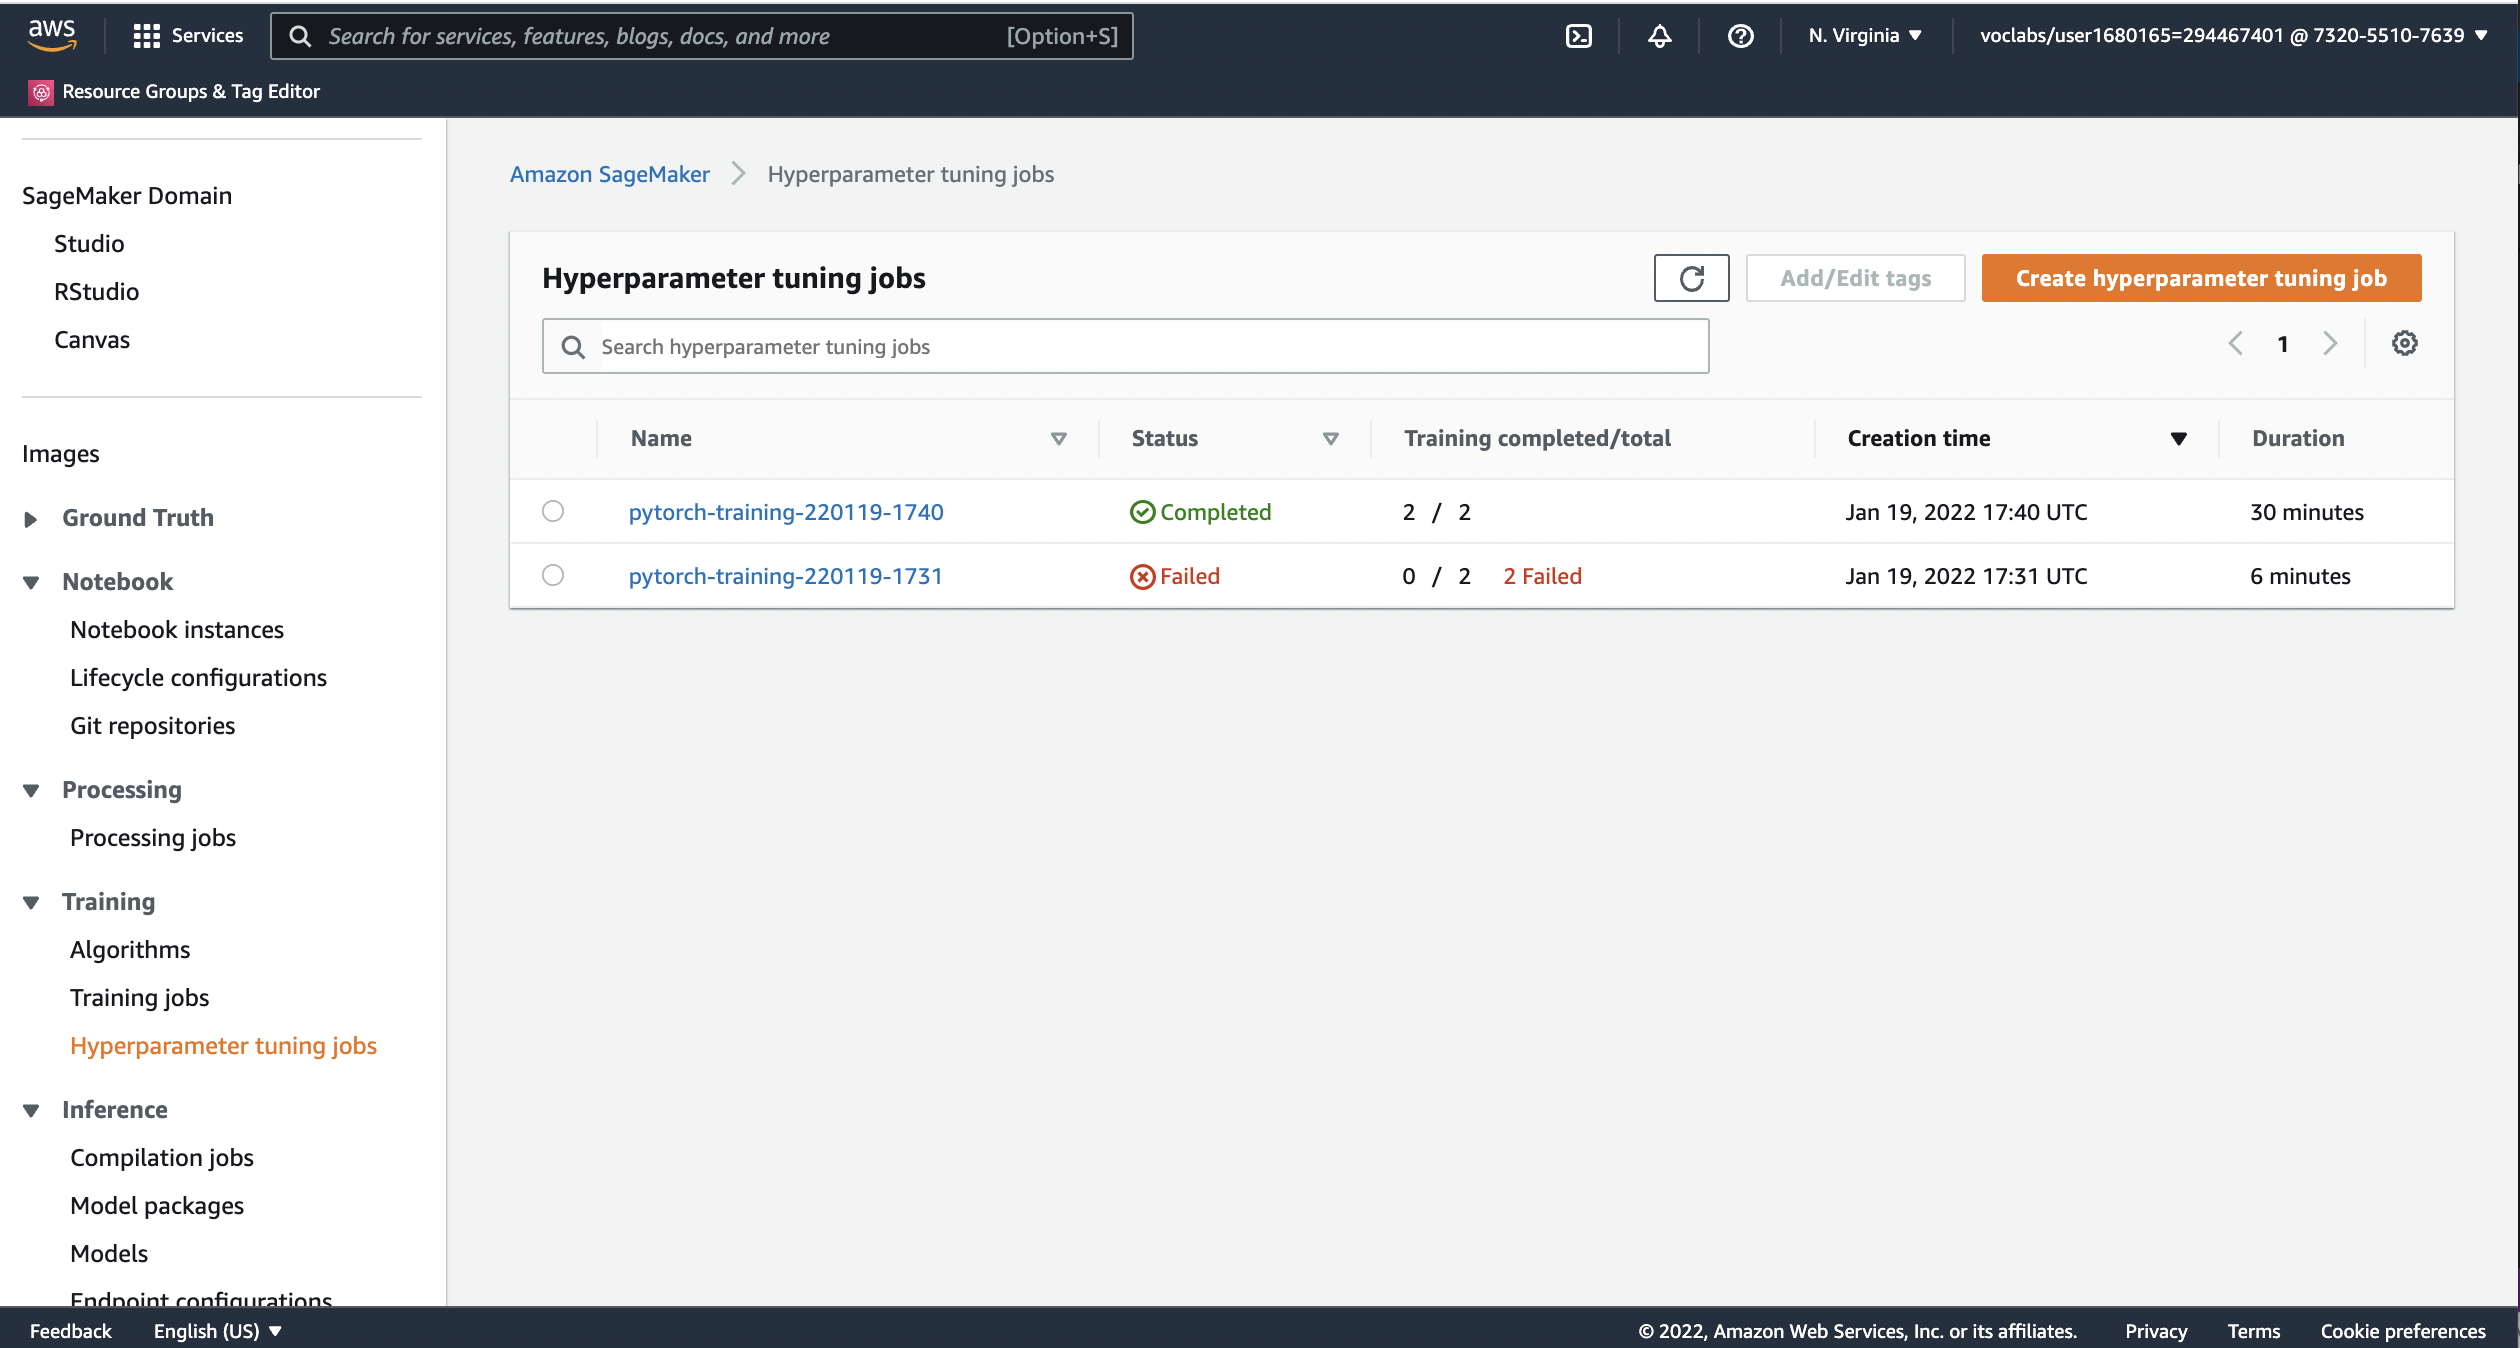 aws
Services
Search for services, features, blogs, docs, and more
[Option+S]
N. Virginia
voclabs/user1680165=294467401 @ 7320-5510-7639
Resource Groups & Tag Editor
SageMaker Domain
Studio
RStudio
Canvas
Images
Ground Truth
Notebook
Notebook instances
Lifecycle configurations
Git repositories
Processing
Processing jobs
Training
Algorithms
Training jobs
Hyperparameter tuning jobs
Inference
Compilation jobs
Model packages
Models
Endpoint configurations
Amazon SageMaker
Hyperparameter tuning jobs
Hyperparameter tuning jobs
Add/Edit tags
Create hyperparameter tuning job
Search hyperparameter tuning jobs
1
Name Status Training completed/total Creation time Duration
pytorch-training-220119-1740 Completed 2 / 2 Jan 19, 2022 17:40 UTC 30 minutes
pytorch-training-220119-1731 Failed 0 / 2 2 Failed Jan 19, 2022 17:31 UTC 6 minutes
Feedback English (US)
© 2022, Amazon Web Services, Inc. or its affiliates. Privacy Terms Cookie preferences